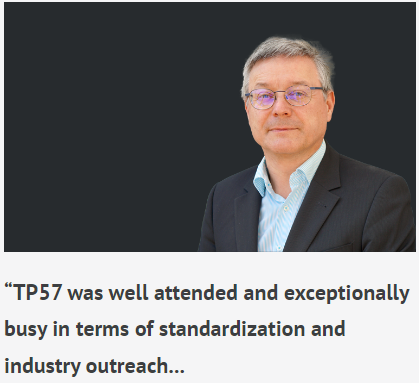 “TP57 was well attended and exceptionally
busy in terms of standardization and
industry outreach...